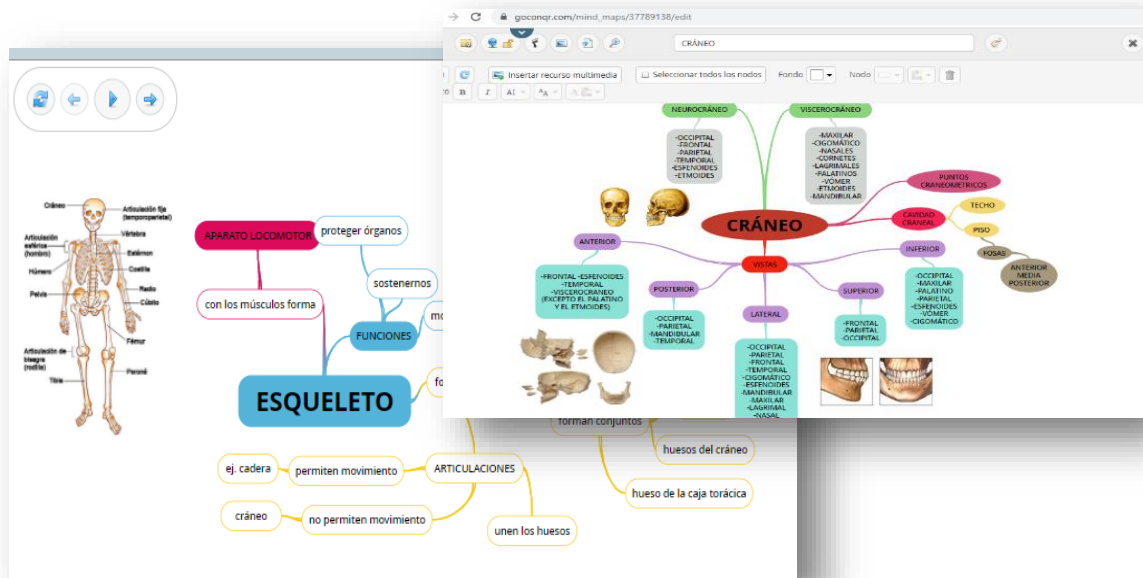 goconqr.com/mind_maps/37789138/edit
CRÁNEO
Insertar recurso multimedia
Seleccionar todos los nodos
Fondo
Nodo
NEUROCRÁNEO
-OCCIPITAL
-FRONTAL
-PARIETAL
-TEMPORAL
-ESFENOIDES
-ETMOIDES
VISCEROCRÁNEO
-MAXILAR
-CIGOMÁTICO
-NASALES
-CORNETES
-LAGRIMALES
-PALATINOS
-VÓMER
-ETMOIDES
-MANDIBULAR
PUNTOS
CRANEOMETRICOS
CRÁNEO
CAVIDAD
CRANEAL
TECHO
PISO
FOSAS
ANTERIOR
MEDIA
POSTERIOR
VISTAS
ANTERIOR
-FRONTAL -ESFENOIDES
-TEMPORAL
-VISCEROCRANEO
(EXCEPTO EL PALATINO
Y EL ETMOIDES)
POSTERIOR
-OCCIPITAL
-PARIETAL
-MANDIBULAR
-TEMPORAL
LATERAL
-OCCIPITAL
-PARIETAL
-FRONTAL
-TEMPORAL
-CIGOMÁTICO
-ESFENOIDES
-MANDIBULAR
-MAXILAR
-LAGRIMAL
-NASAL
SUPERIOR
-FRONTAL
-PARIETAL
-OCCIPITAL
INFERIOR
-OCCIPITAL
-MAXILAR
-PALATINO
-PARIETAL
-ESFENOIDES
-VÓMER
-CIGOMÁTICO
Cráneo
Articulación fija
(temporoparietal)
Vértebra
Articulación
esférica
(hombro)
Esternón
Húmero
Costilla
Radio
Pelvis
Cúbito
Fémur
Articulación de
bisagra
(rodilla)
Peroné
Tibia
APARATO LOCOMOTOR
proteger órganos
sostenernos
con los músculos forma
FUNCIONES
ESQUELETO
forman conjuntos
huesos del cráneo
hueso de la caja torácica
ej. cadera
permiten movimiento
ARTICULACIONES
cráneo
no permiten movimiento
unen los huesos